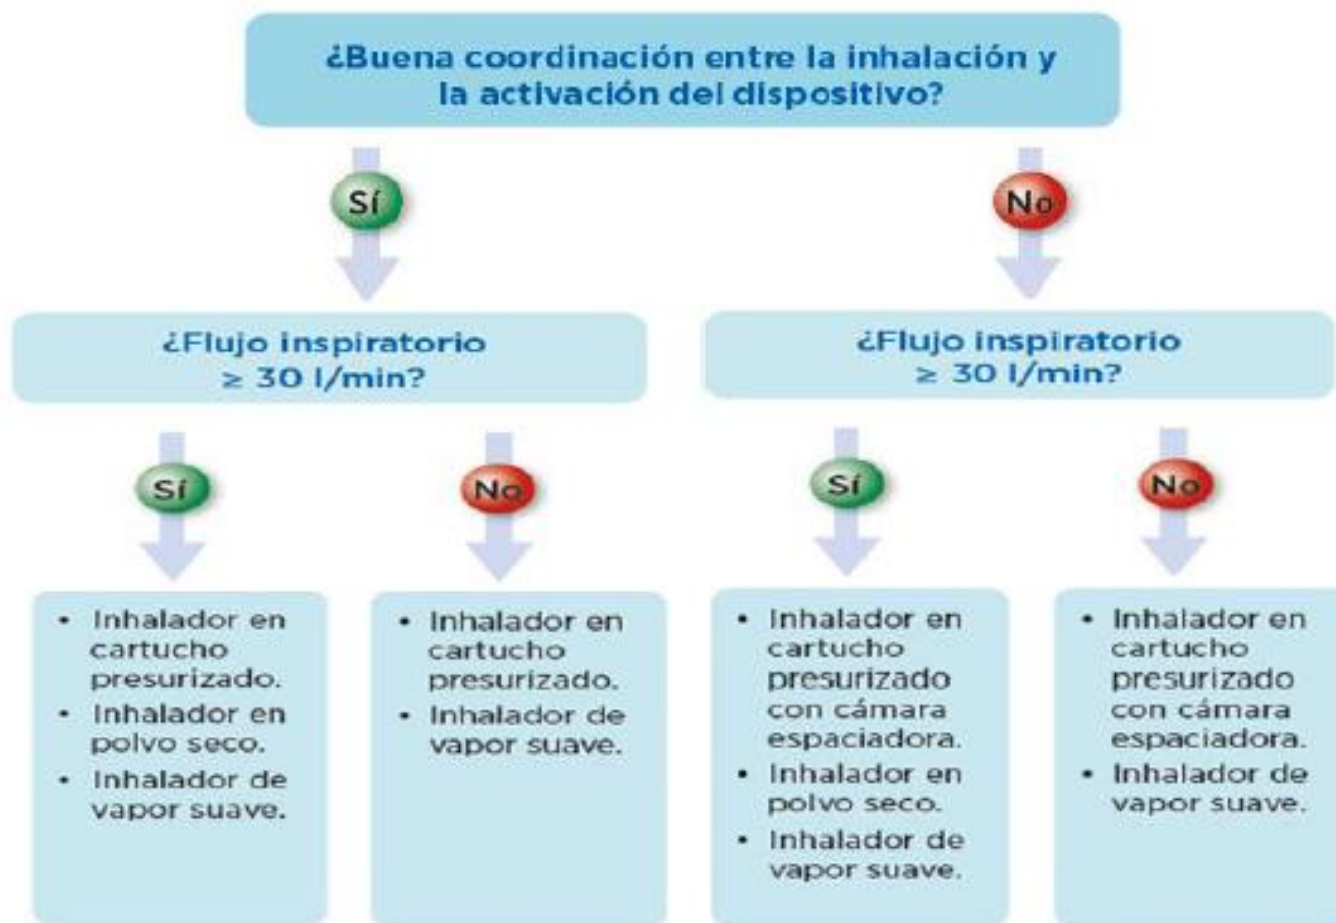 ¿Buena coordinación entre la inhalación y
la activación del dispositivo?
Sí
No
¿Flujo inspiratorio
≥ 30 l/min?
¿Flujo inspiratorio
≥ 30 l/min?
Sí
No
Sí
No
• Inhalador en
cartucho
presurizado.
• Inhalador en
polvo seco.
• Inhalador de
vapor suave.
• Inhalador en
cartucho
presurizado.
• Inhalador de
vapor suave.
• Inhalador en
cartucho
presurizado
con cámara
espaciadora.
• Inhalador en
polvo seco.
• Inhalador de
vapor suave.
• Inhalador en
cartucho
presurizado
con cámara
espaciadora.
• Inhalador de
vapor suave.